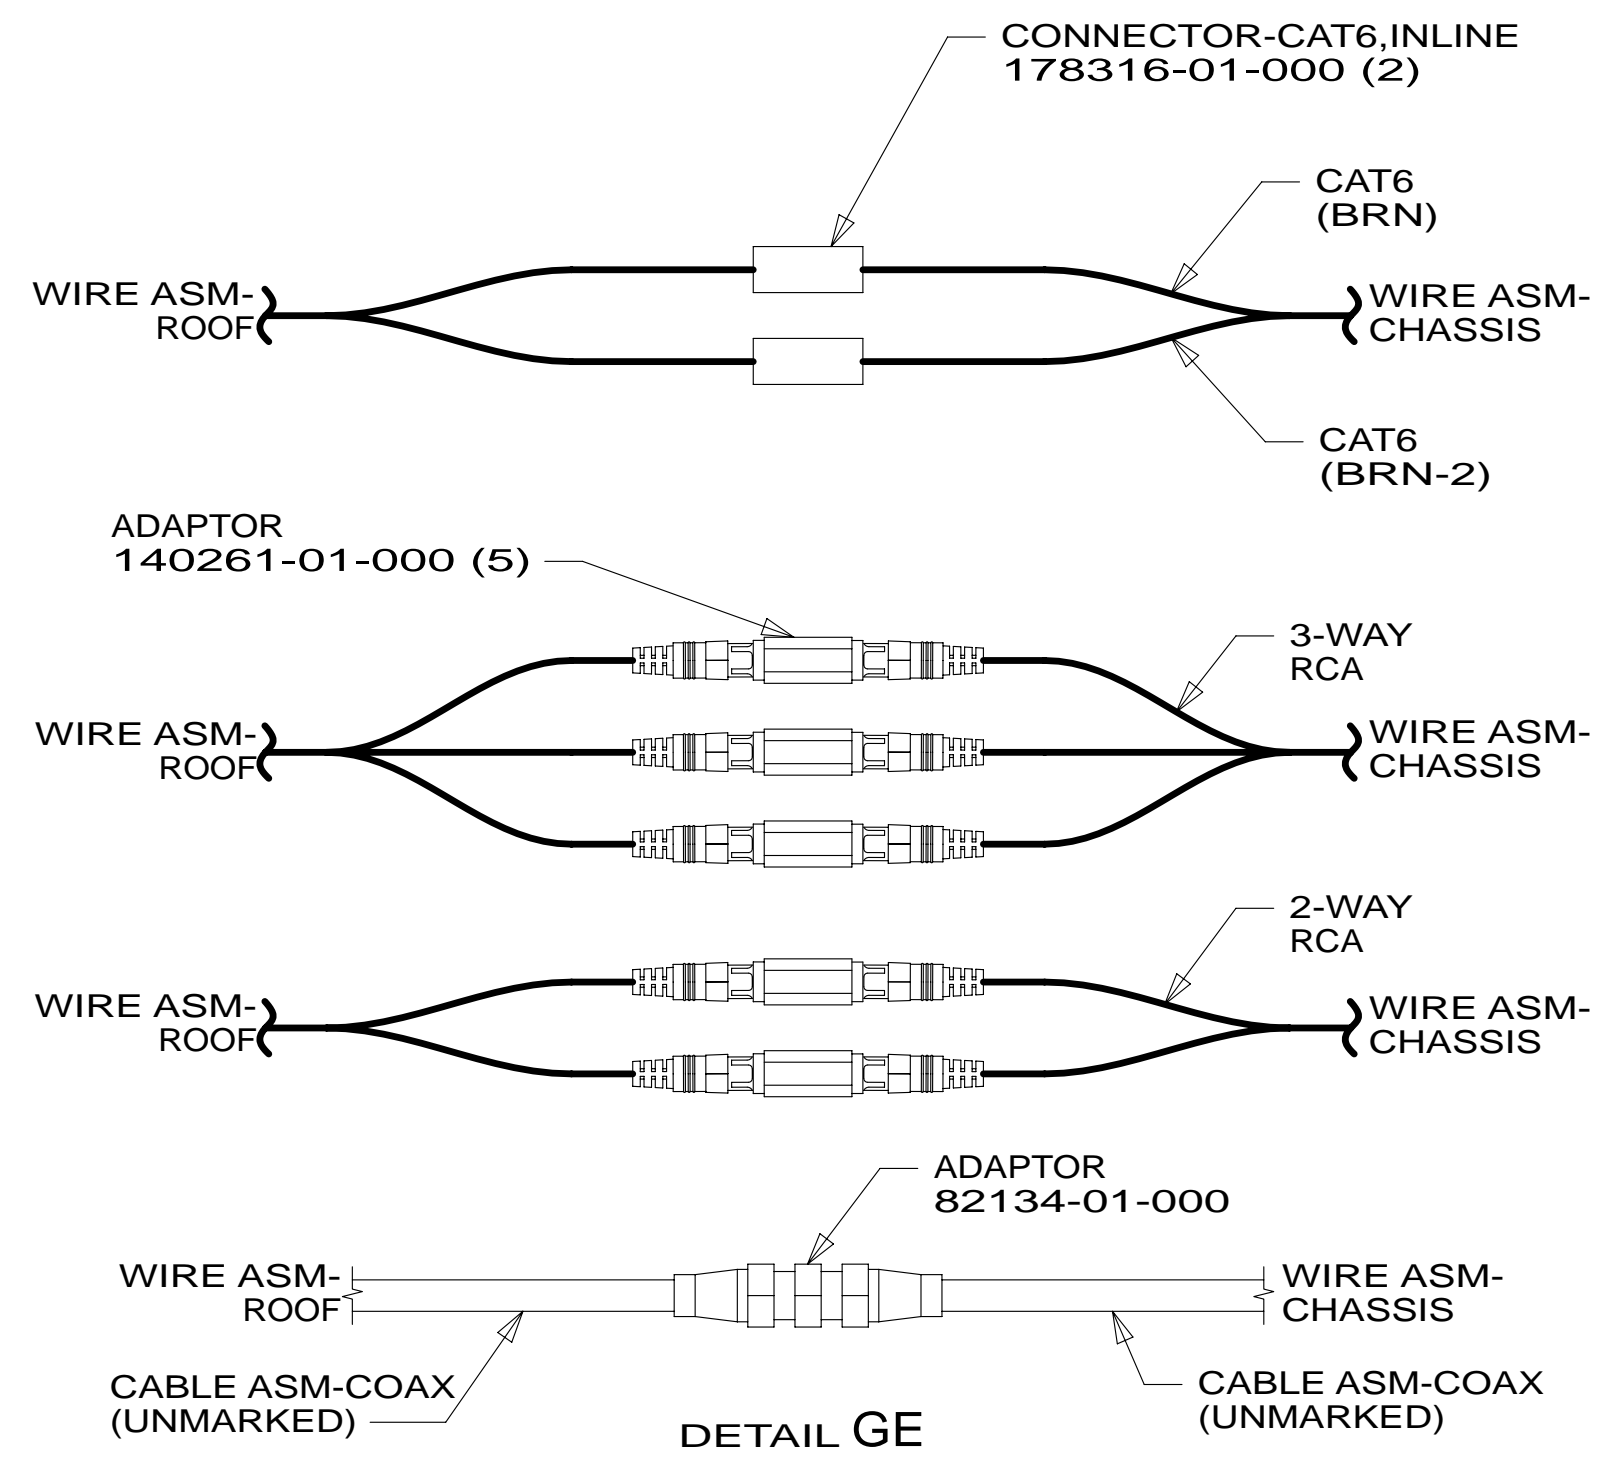 CONNECTOR-CAT6,INLINE
178316-01-000 (2)
CAT6
(BRN)
WIRE ASM-
ROOF
WIRE ASM-
CHASSIS
CAT6
(BRN-2)
ADAPTOR
140261-01-000 (5)
3-WAY
RCA
WIRE ASM-
ROOF
WIRE ASM-
CHASSIS
2-WAY
RCA
WIRE ASM-
ROOF
WIRE ASM-
CHASSIS
ADAPTOR
82134-01-000
WIRE ASM-
ROOF
WIRE ASM-
CHASSIS
CABLE ASM-COAX
(UNMARKED)
CABLE ASM-COAX
(UNMARKED)
DETAIL GE